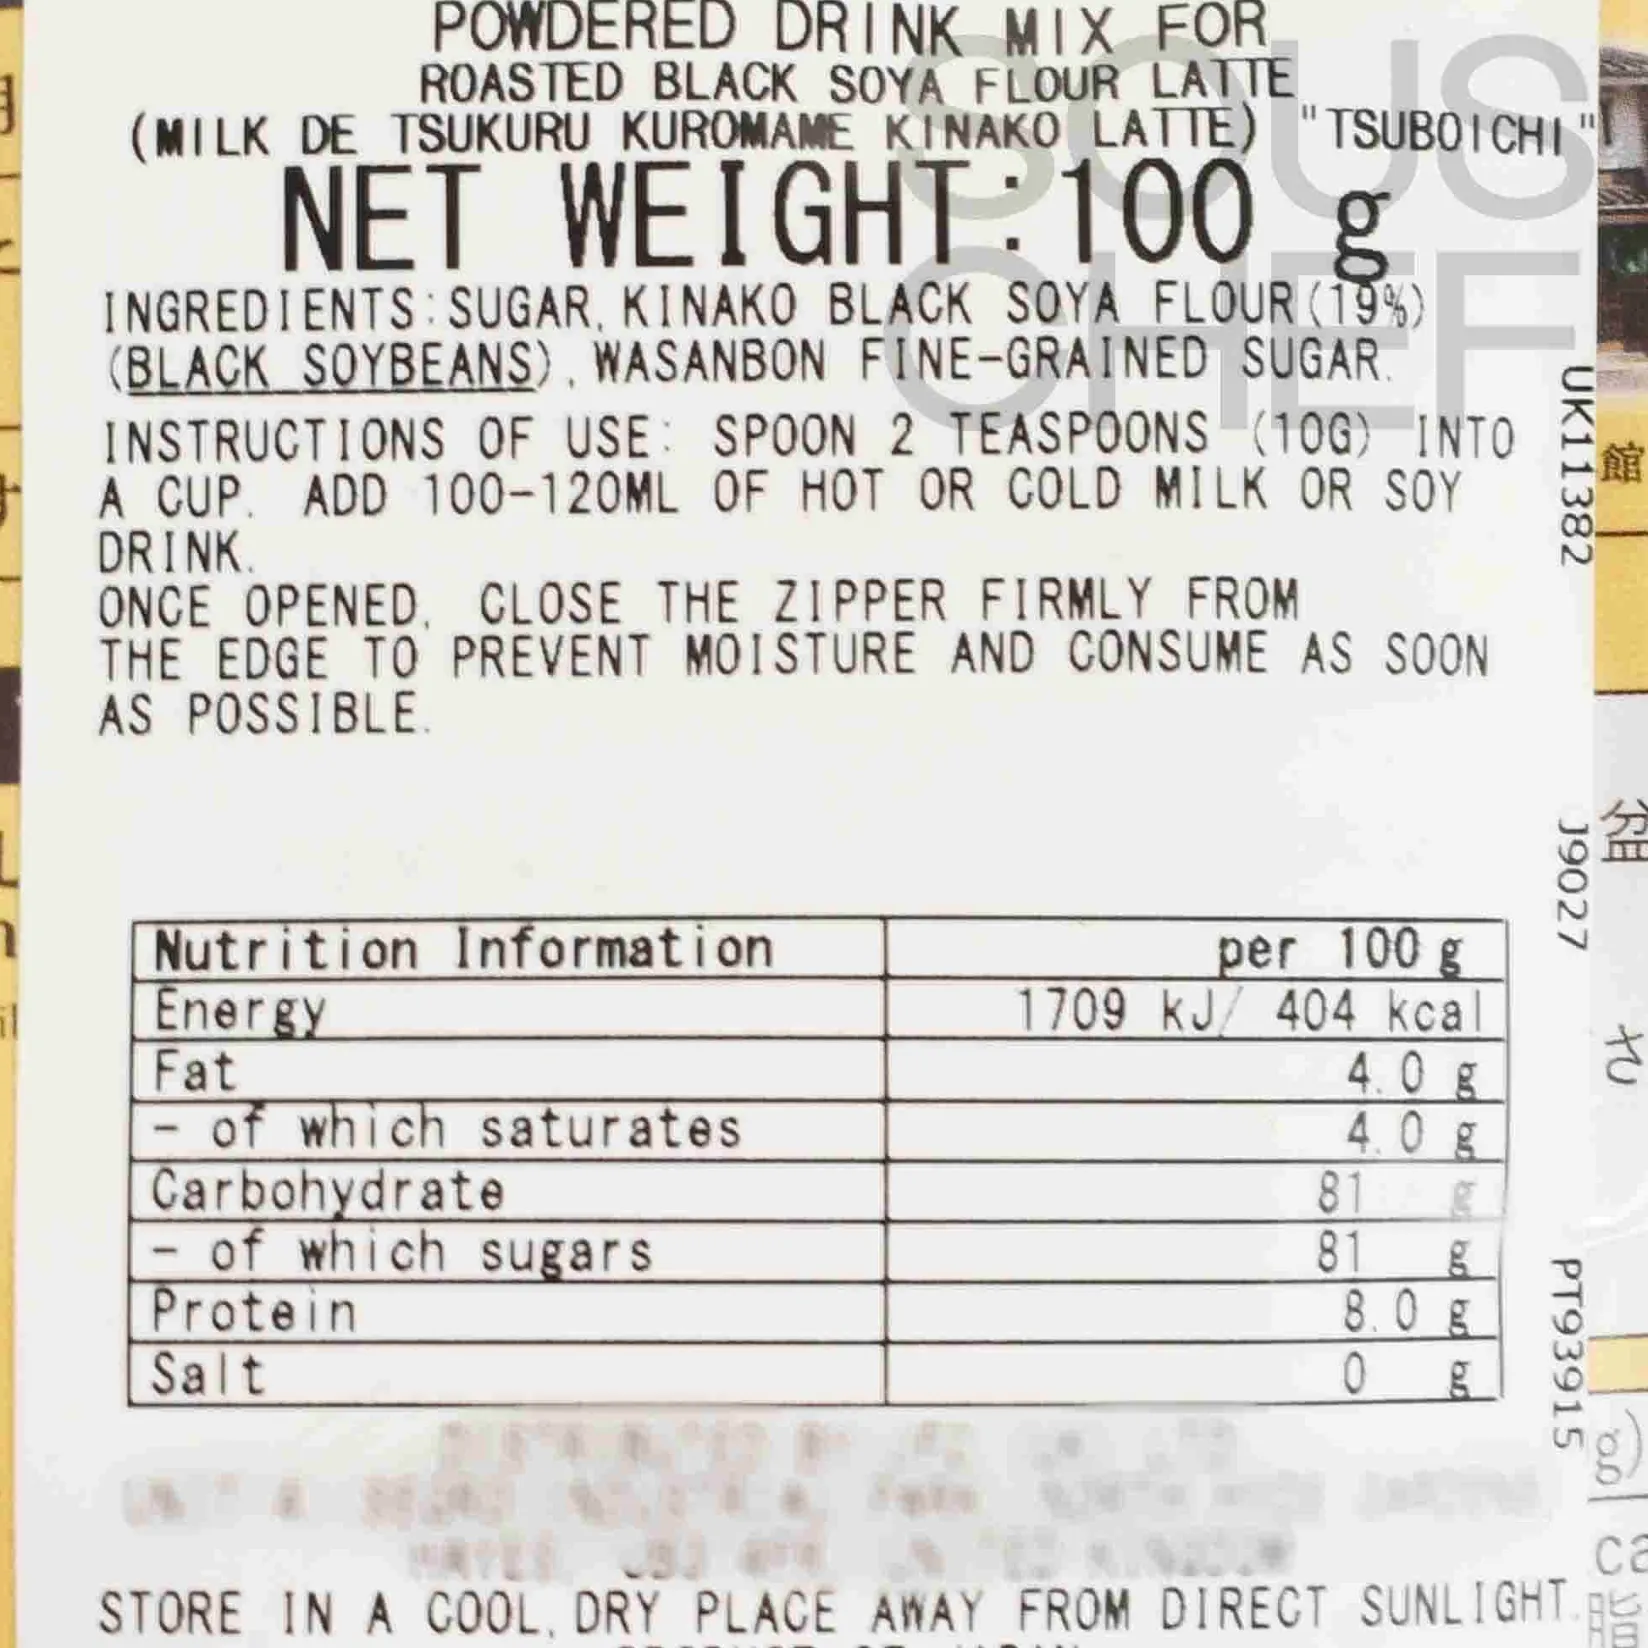 POWDERED DRINK MIX FOR
ROASTED BLACK SOYA FLOUR LATTE
(MILK DE TSUKURU KUROMAME KINAKO LATTE) "TSUBOICHI"
NET WEIGHT:100 g
INGREDIENTS:SUGAR, KINAKO BLACK SOYA FLOUR(19%)
(BLACK SOYBEANS), WASANBON FINE-GRAINED SUGAR.
INSTRUCTIONS OF USE: SPOON 2 TEASPOONS (10G) INTO
A CUP. ADD 100-120ML OF HOT OR COLD MILK OR SOY
DRINK.
ONCE OPENED, CLOSE THE ZIPPER FIRMLY FROM
THE EDGE TO PREVENT MOISTURE AND CONSUME AS SOON
AS POSSIBLE.
Nutrition Information per 100 g
Energy 1709 kJ/ 404 kcal
Fat 4.0 g
- of which saturates 4.0 g
Carbohydrate 81 g
- of which sugars 81 g
Protein 8.0 g
Salt 0 g
STORE IN A COOL, DRY PLACE AWAY FROM DIRECT SUNLIGHT.
UK11382
J9027
PT93915
SOUS
CHEF
館
盆
g)